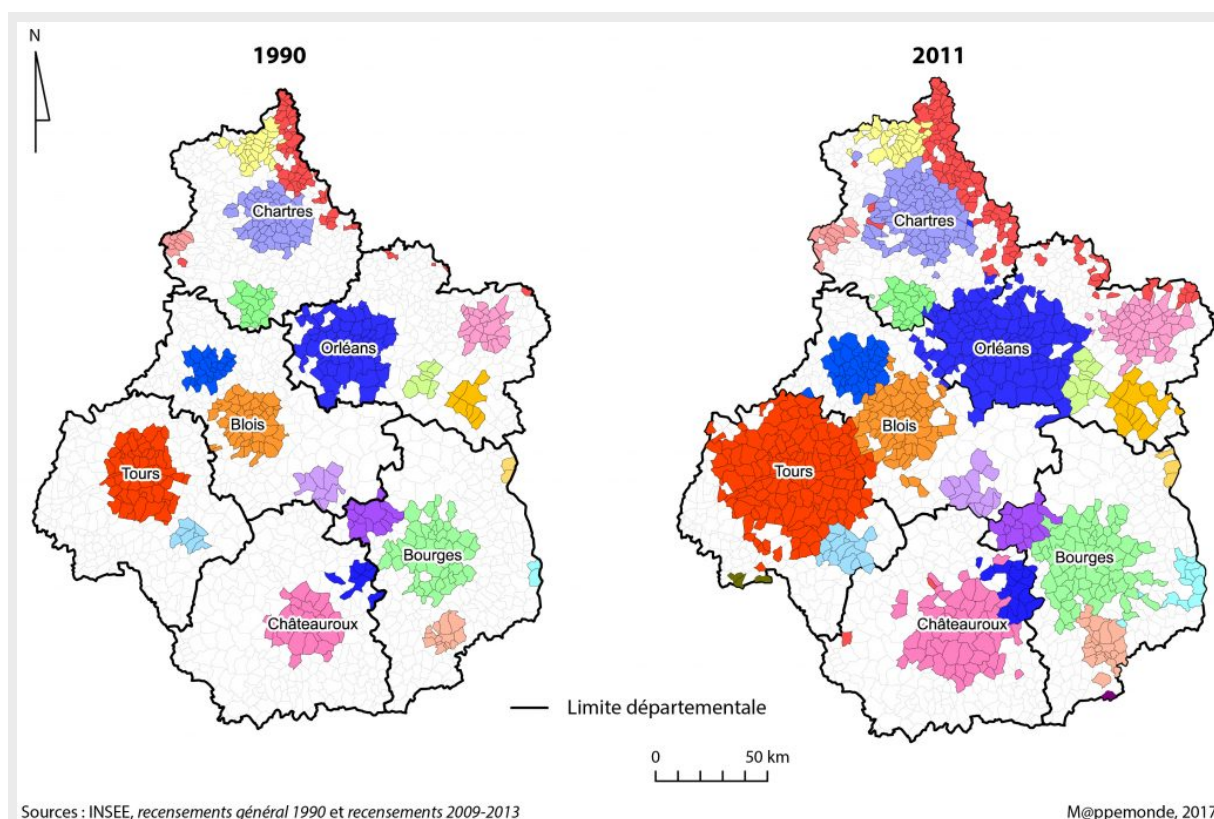 N
1990
2011
Chartres
Orléans
Blois
Tours
Bourges
Châteauroux
Chartres
Orléans
Blois
Tours
Bourges
Châteauroux
Limite départementale
0 50 km
Sources : INSEE, recensements général 1990 et recensements 2009-2013
M@ppemonde, 2017